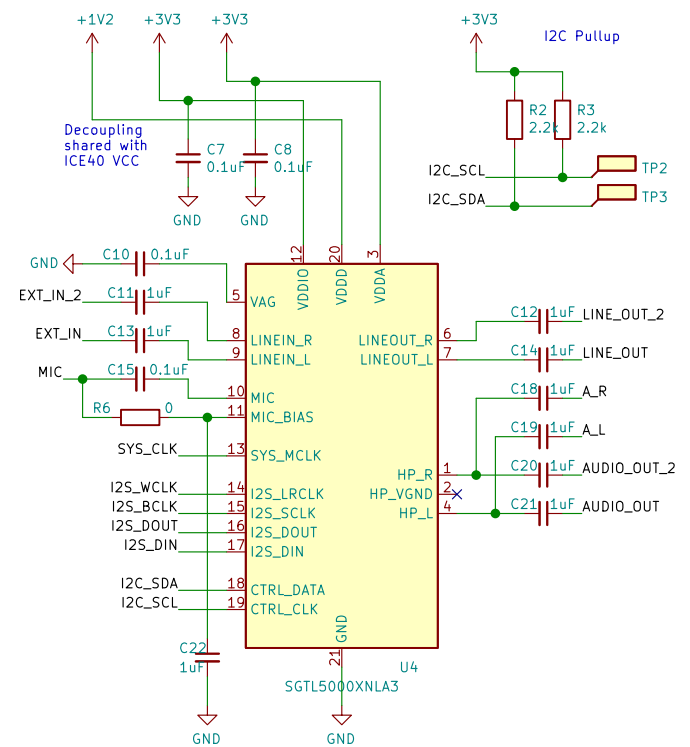 +1V2
+3V3
+3V3
+3V3
I2C Pullup
Decoupling
shared with
ICE40 VCC
C7
0.1uF
C8
0.1uF
GND
GND
R2
2.2k
R3
2.2k
I2C_SCL
I2C_SDA
TP2
TP3
GND
C10 0.1uF
EXT_IN_2
C11 1uF
EXT_IN
C13 1uF
MIC
C15 0.1uF
R6 0
SYS_CLK
I2S_WCLK
I2S_BCLK
I2S_DOUT
I2S_DIN
I2C_SDA
I2C_SCL
C22
1uF
GND
12 VDDIO
20 VDDD
3 VDDA
5 VAG
8 LINEIN_R
9 LINEIN_L
10 MIC
11 MIC_BIAS
13 SYS_MCLK
14 I2S_LRCLK
15 I2S_SCLK
16 I2S_DOUT
17 I2S_DIN
18 CTRL_DATA
19 CTRL_CLK
LINEOUT_R 6
LINEOUT_L 7
HP_R 1
HP_VGND 2
HP_L 4
GND 21
U4
SGTL5000XNLA3
GND
C12 1uF LINE_OUT_2
C14 1uF LINE_OUT
C18 1uF A_R
C19 1uF A_L
C20 1uF AUDIO_OUT_2
C21 1uF AUDIO_OUT